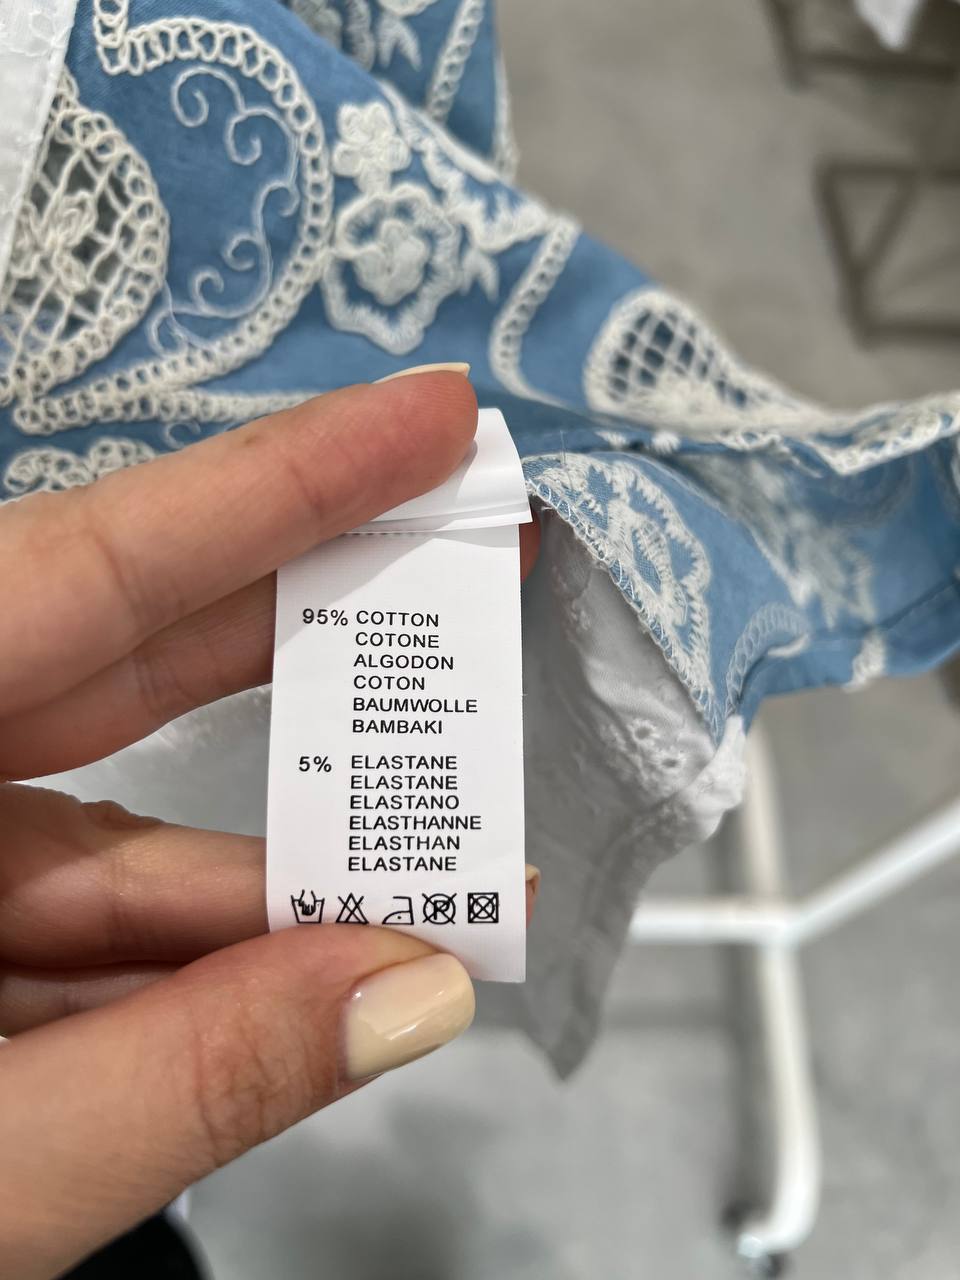 95% COTTON
COTONE
ALGODON
COTON
BAUMWOLLE
BAMBAKI
5% ELASTANE
ELASTANE
ELASTANO
ELASTHANNE
ELASTHAN
ELASTANE
P